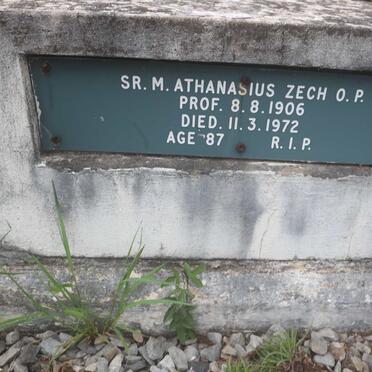 SR. M. ATHANASIUS ZECH O.P.
PROF. 8.8.1906
DIED. 11.3.1972
AGE 87 R.I.P.